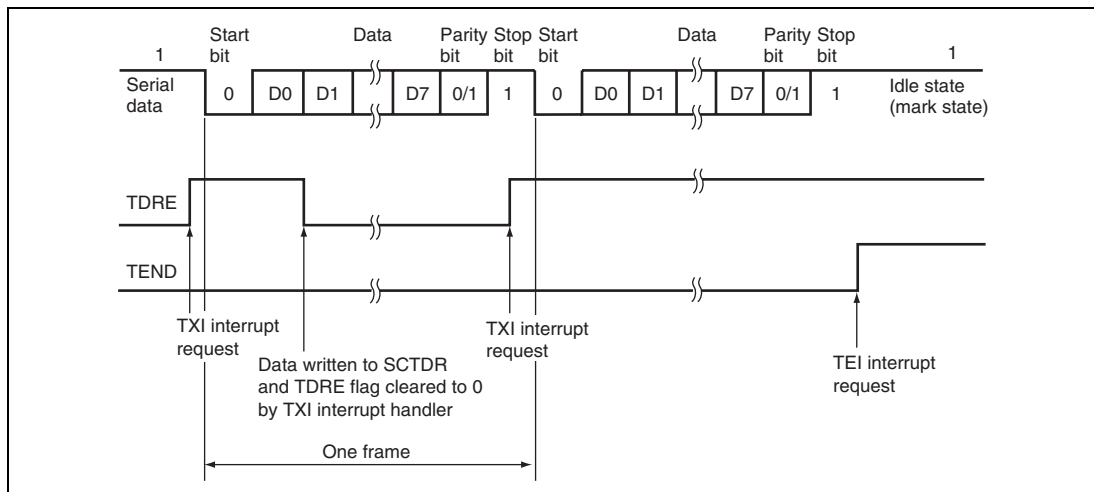 1
Start bit
Data
Parity bit
Stop bit
Start bit
Data
Parity bit
Stop bit
1
Serial data
0
D0
D1
D7
0/1
1
0
D0
D1
D7
0/1
1
Idle state
(mark state)
TDRE
TEND
TXI interrupt
request
Data written to SCTDR
and TDRE flag cleared to 0
by TXI interrupt handler
TXI interrupt
request
TEI interrupt
request
One frame